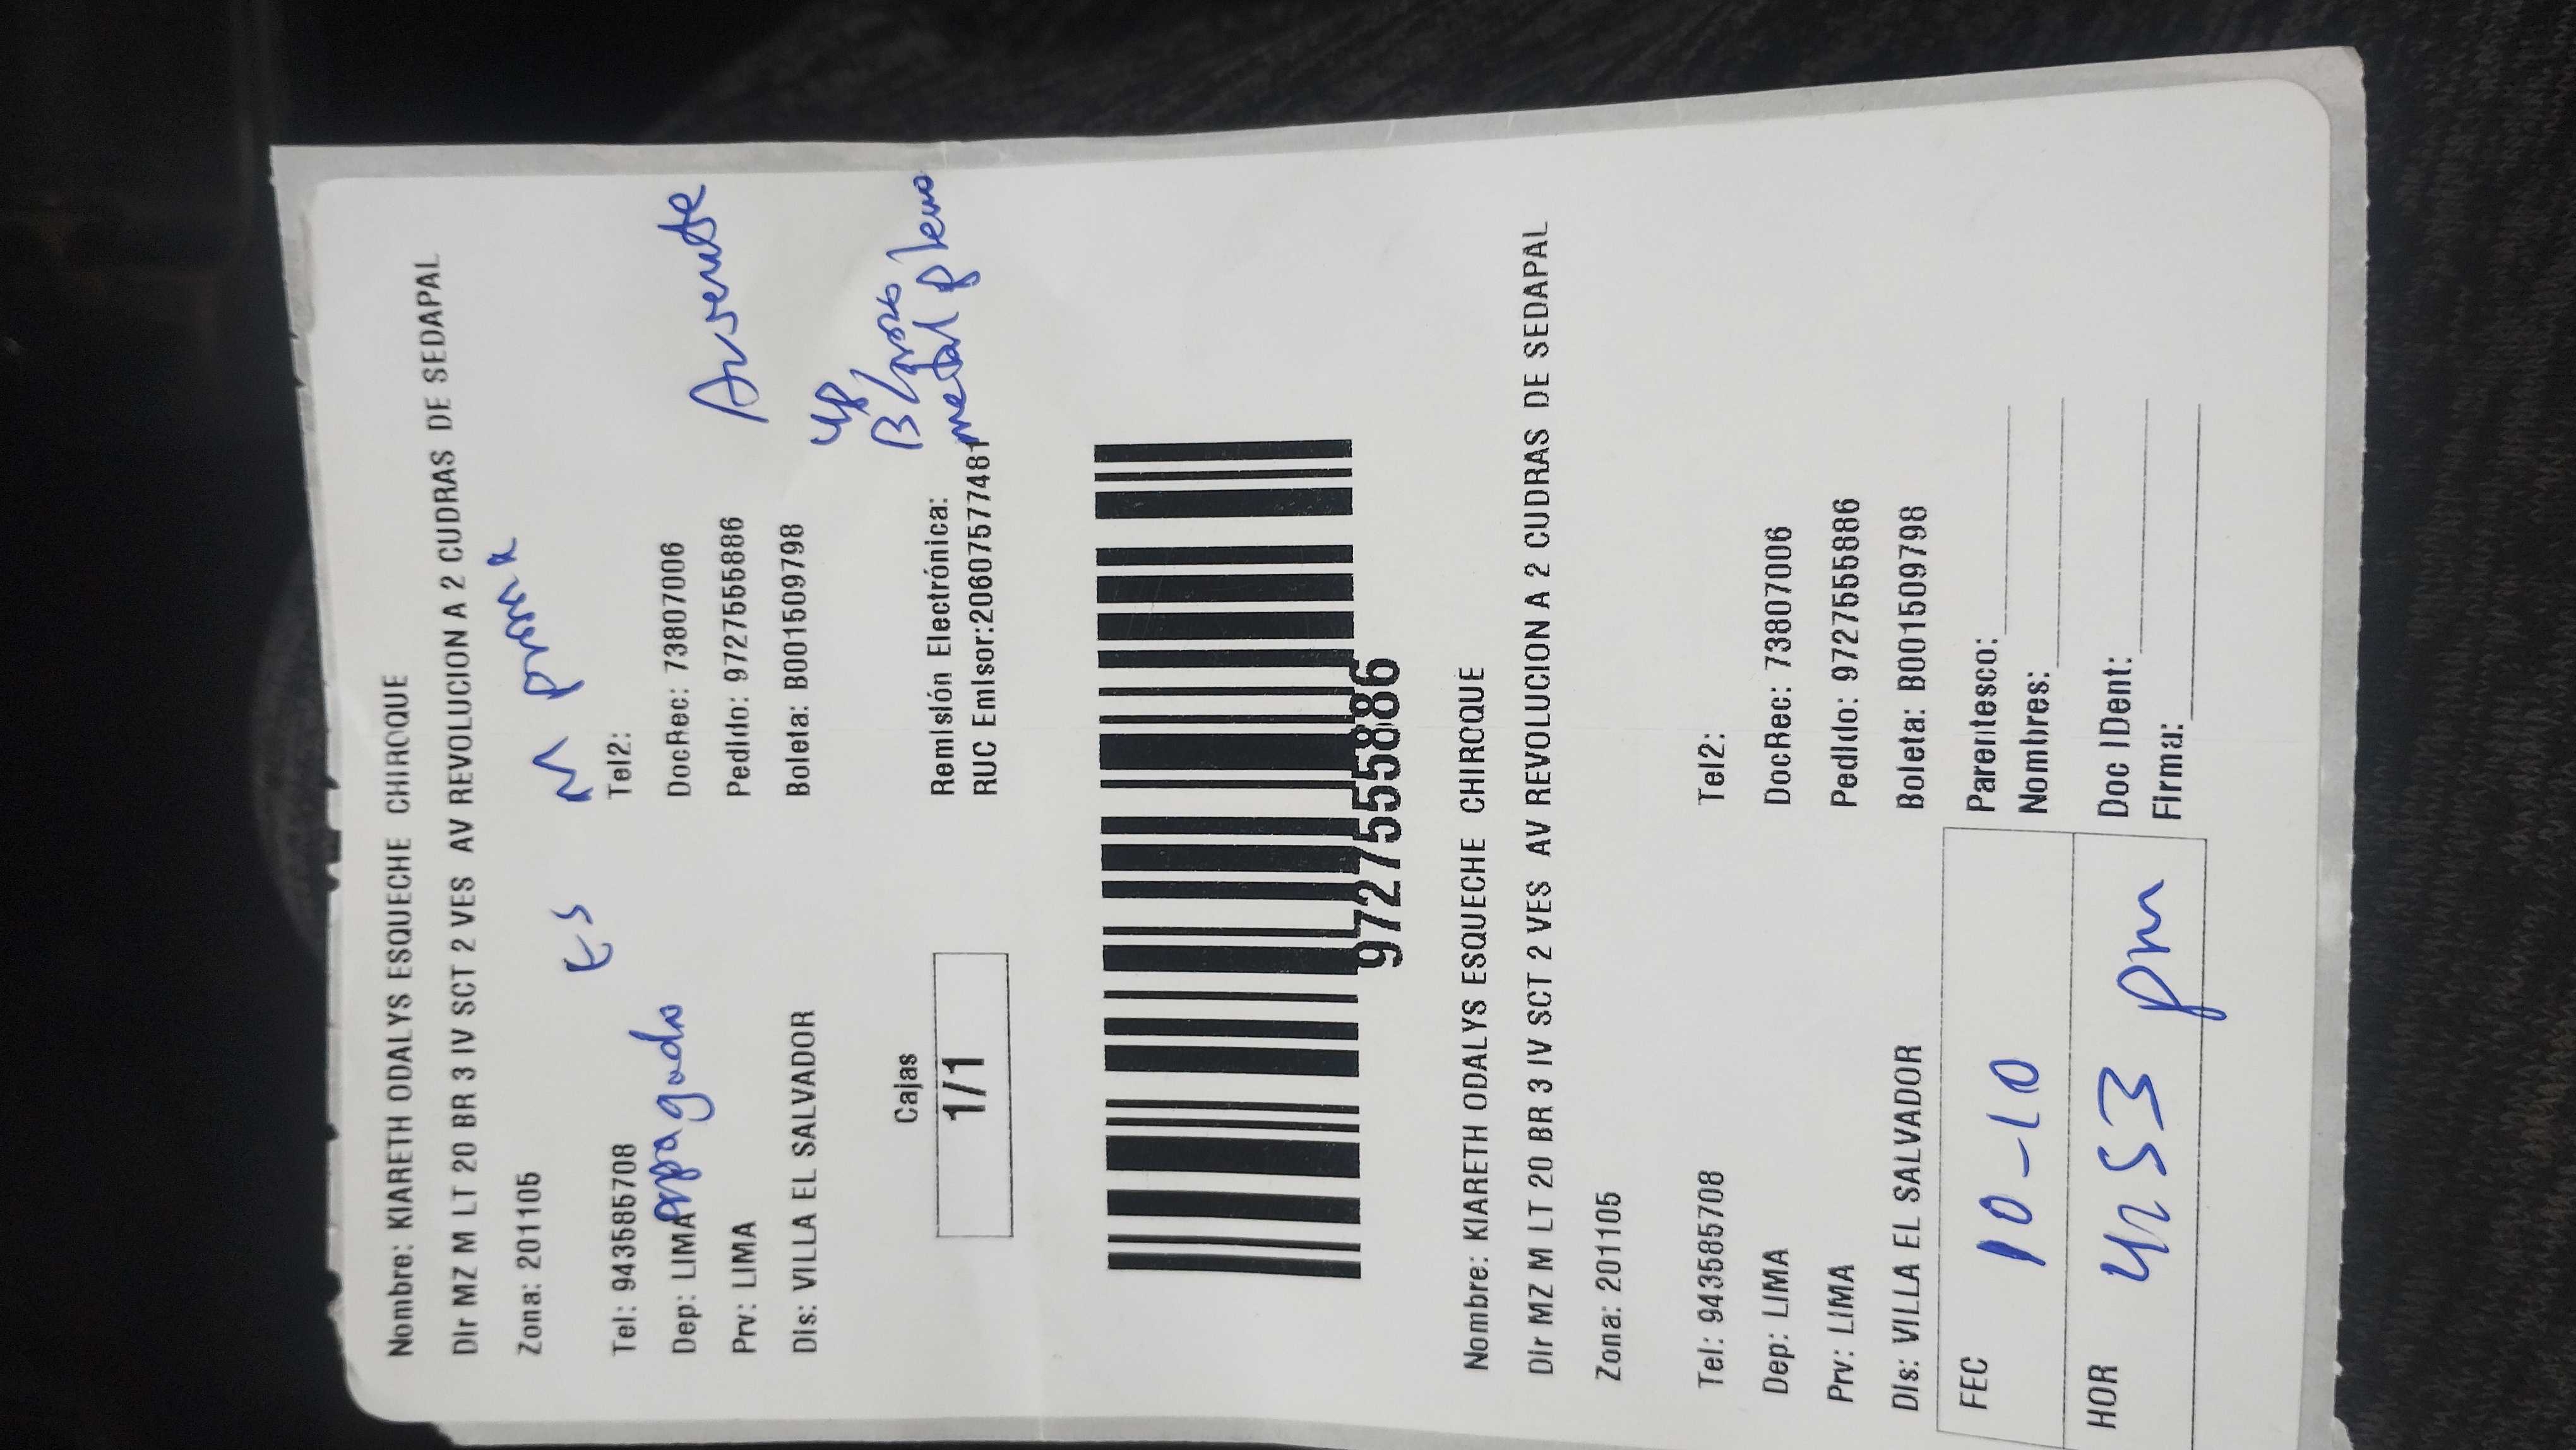 Nombre: KIARETH ODALYS ESQUECHE CHIROQUE
Dir MZ M LT 20 BR 3 IV SCT 2 VES AV REVOLUCION A 2 CUDRAS DE SEDAPAL
Zona: 201105
Tel: 943585708 Tel2:
Dep: LIMA apagado DocRec: 73807006 Ausente
Prv: LIMA Pedido: 9727555886
Dis: VILLA EL SALVADOR Boleta: B001509798
Cajas
1/1
Remisión Electrónica:
RUC Emisor:20607577481
metal pleno
9727555886
Nombre: KIARETH ODALYS ESQUECHE CHIROQUE
Dir MZ M LT 20 BR 3 IV SCT 2 VES AV REVOLUCION A 2 CUDRAS DE SEDAPAL
Zona: 201105
Tel: 943585708 Tel2:
Dep: LIMA DocRec: 73807006
Prv: LIMA Pedido: 9727555886
Dis: VILLA EL SALVADOR Boleta: B001509798
FEC 10-10 Parentesco:
Nombres:
HOR 4:53 pm Doc IDent:
Firma: